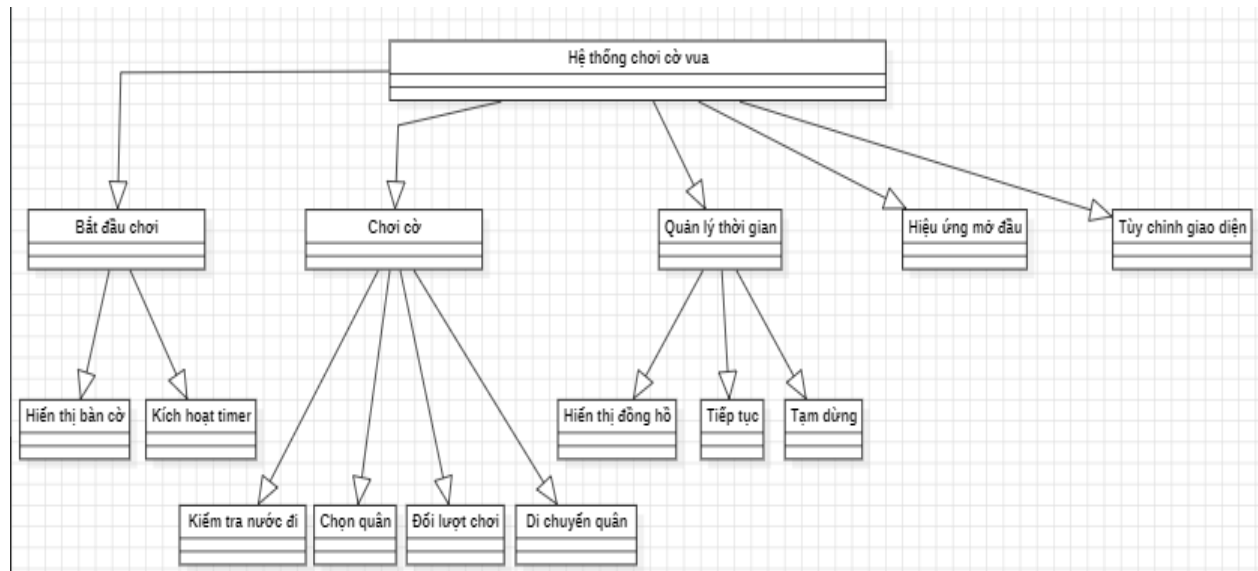 Hệ thống chơi cờ vua
Bắt đầu chơi
Chơi cờ
Quản lý thời gian
Hiệu ứng mở đầu
Tùy chỉnh giao diện
Hiển thị bàn cờ
Kích hoạt timer
Hiển thị đồng hồ
Tiếp tục
Tạm dừng
Kiểm tra nước đi
Chọn quân
Đổi lượt chơi
Di chuyển quân